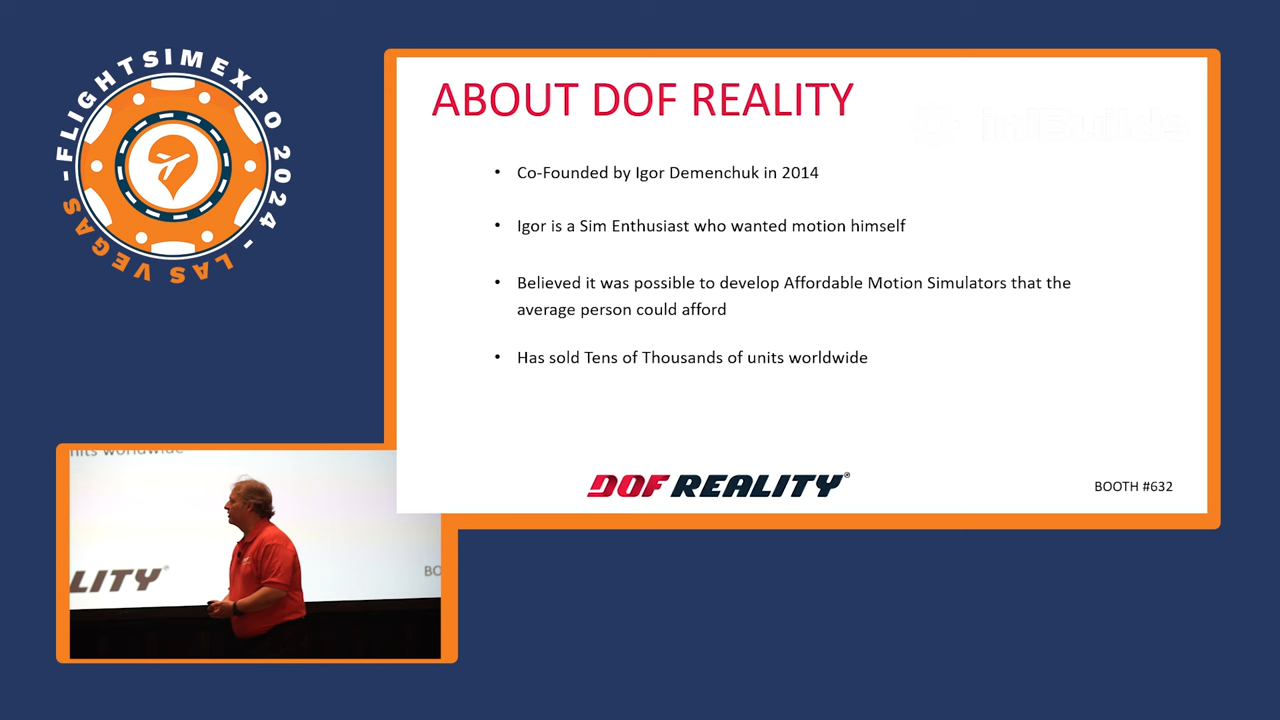 FLIGHTSIMEXPO 2024 -
LAS VEGAS -
ABOUT DOF REALITY
iniBuilds
• Co-Founded by Igor Demenchuk in 2014
• Igor is a Sim Enthusiast who wanted motion himself
• Believed it was possible to develop Affordable Motion Simulators that the
average person could afford
• Has sold Tens of Thousands of units worldwide
DOF REALITY®
BOOTH #632
nits worldwide
LITY®
BO